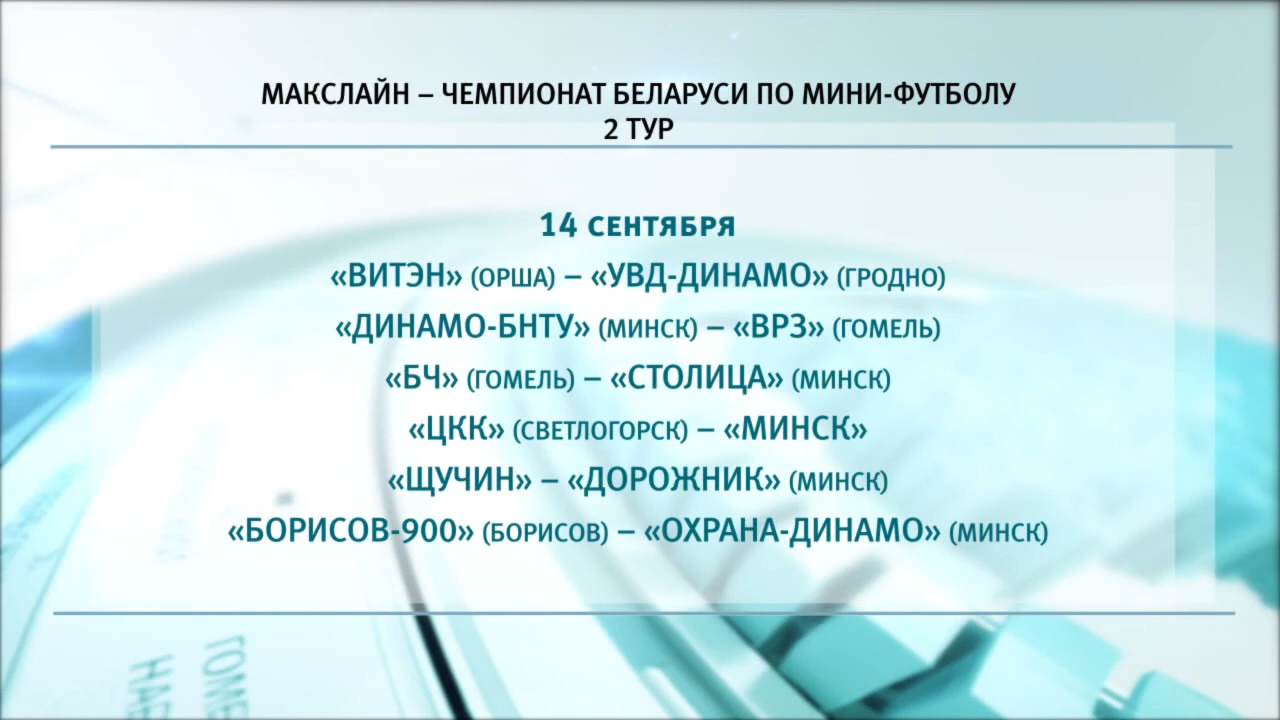 МАКСЛАЙН – ЧЕМПИОНАТ БЕЛАРУСИ ПО МИНИ-ФУТБОЛУ
2 ТУР
14 СЕНТЯБРЯ
«ВИТЭН» (ОРША) – «УВД-ДИНАМО» (ГРОДНО)
«ДИНАМО-БНТУ» (МИНСК) – «ВРЗ» (ГОМЕЛЬ)
«БЧ» (ГОМЕЛЬ) – «СТОЛИЦА» (МИНСК)
«ЦКК» (СВЕТЛОГОРСК) – «МИНСК»
«ЩУЧИН» – «ДОРОЖНИК» (МИНСК)
«БОРИСОВ-900» (БОРИСОВ) – «ОХРАНА-ДИНАМО» (МИНСК)